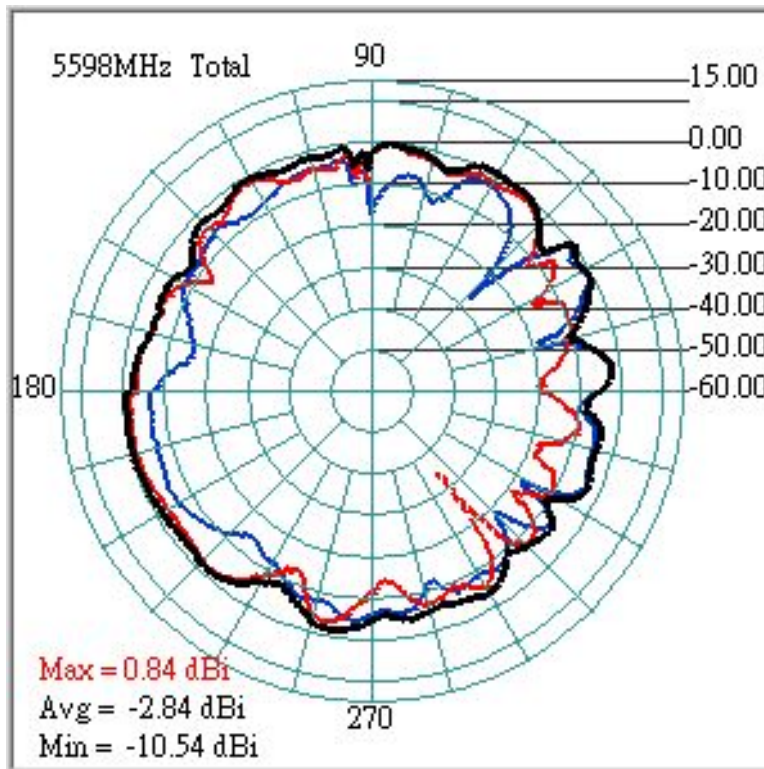 5598MHz Total
90
15.00
0.00
-10.00
-20.00
-30.00
-40.00
-50.00
180
-60.00
270
Max = 0.84 dBi
Avg = -2.84 dBi
Min = -10.54 dBi